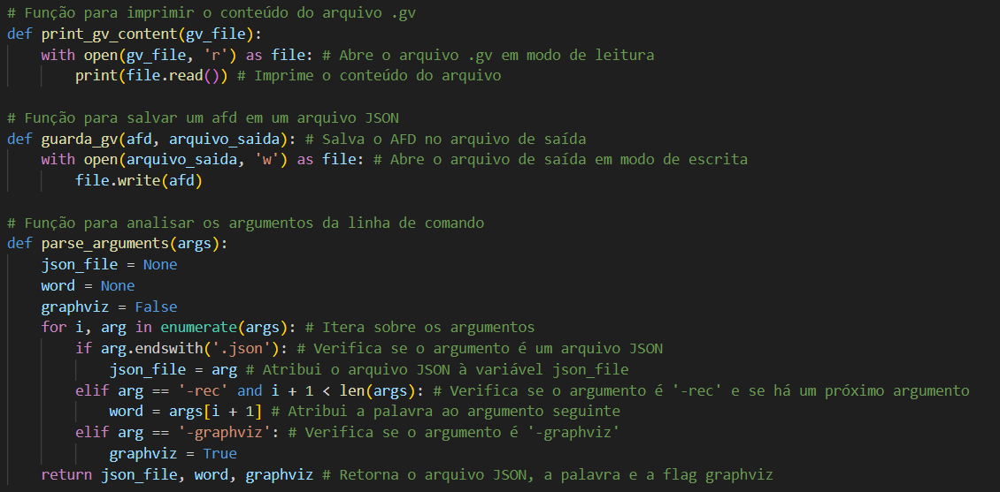 # Função para imprimir o conteúdo do arquivo .gv
def print_gv_content(gv_file):
    with open(gv_file, 'r') as file: # Abre o arquivo .gv em modo de leitura
        print(file.read()) # Imprime o conteúdo do arquivo

# Função para salvar um afd em um arquivo JSON
def guarda_gv(afd, arquivo_saida): # Salva o AFD no arquivo de saída
    with open(arquivo_saida, 'w') as file: # Abre o arquivo de saída em modo de escrita
        file.write(afd)

# Função para analisar os argumentos da linha de comando
def parse_arguments(args):
    json_file = None
    word = None
    graphviz = False
    for i, arg in enumerate(args): # Itera sobre os argumentos
        if arg.endswith('.json'): # Verifica se o argumento é um arquivo JSON
            json_file = arg # Atribui o arquivo JSON à variável json_file
        elif arg == '-rec' and i + 1 < len(args): # Verifica se o argumento é '-rec' e se há um próximo argumento
            word = args[i + 1] # Atribui a palavra ao argumento seguinte
        elif arg == '-graphviz': # Verifica se o argumento é '-graphviz'
            graphviz = True
    return json_file, word, graphviz # Retorna o arquivo JSON, a palavra e a flag graphviz